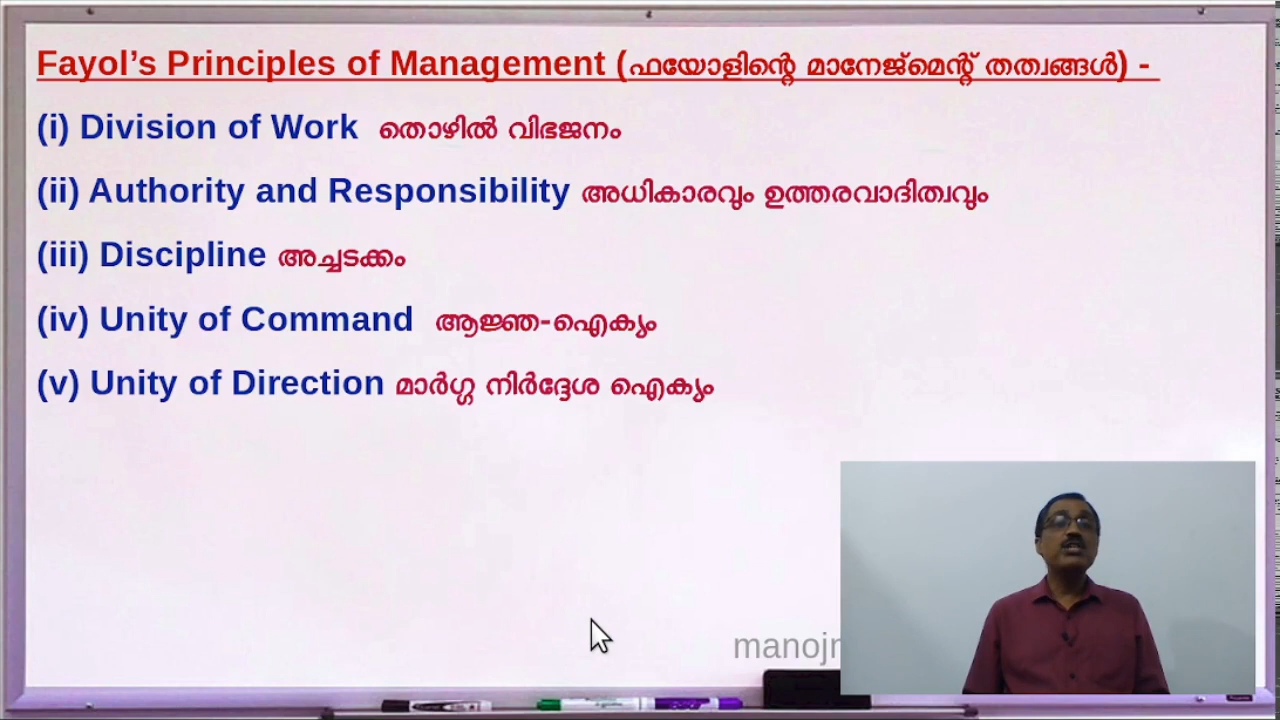 Fayol’s Principles of Management (ഫയോളിന്റെ മാനേജ്മെന്റ് തത്വങ്ങൾ) -
(i) Division of Work തൊഴിൽ വിഭജനം
(ii) Authority and Responsibility അധികാരവും ഉത്തരവാദിത്വവും
(iii) Discipline അച്ചടക്കം
(iv) Unity of Command ആജ്ഞ-ഐക്യം
(v) Unity of Direction മാർഗ്ഗ നിർദ്ദേശ ഐക്യം